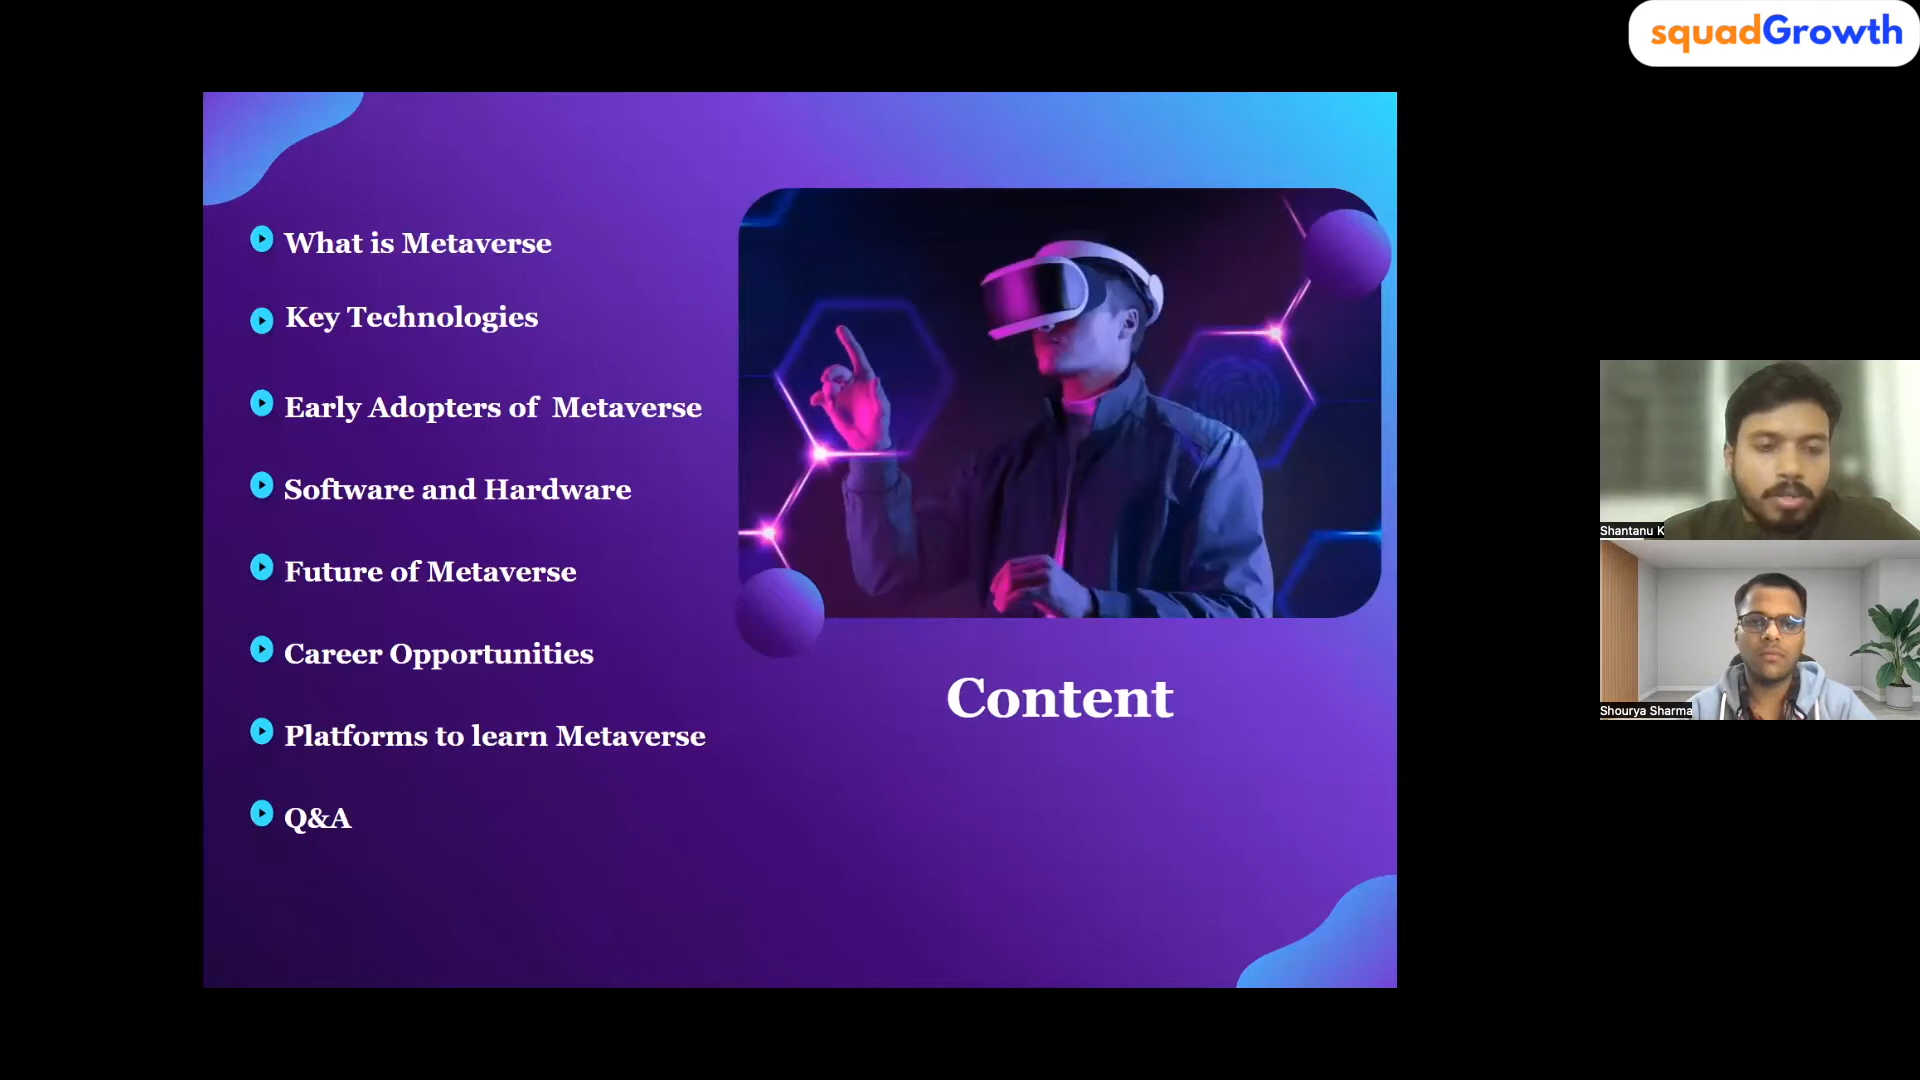 squadGrowth
What is Metaverse
Key Technologies
Early Adopters of Metaverse
Software and Hardware
Future of Metaverse
Career Opportunities
Platforms to learn Metaverse
Q&A
Content
Shantanu K
Shourya Sharma